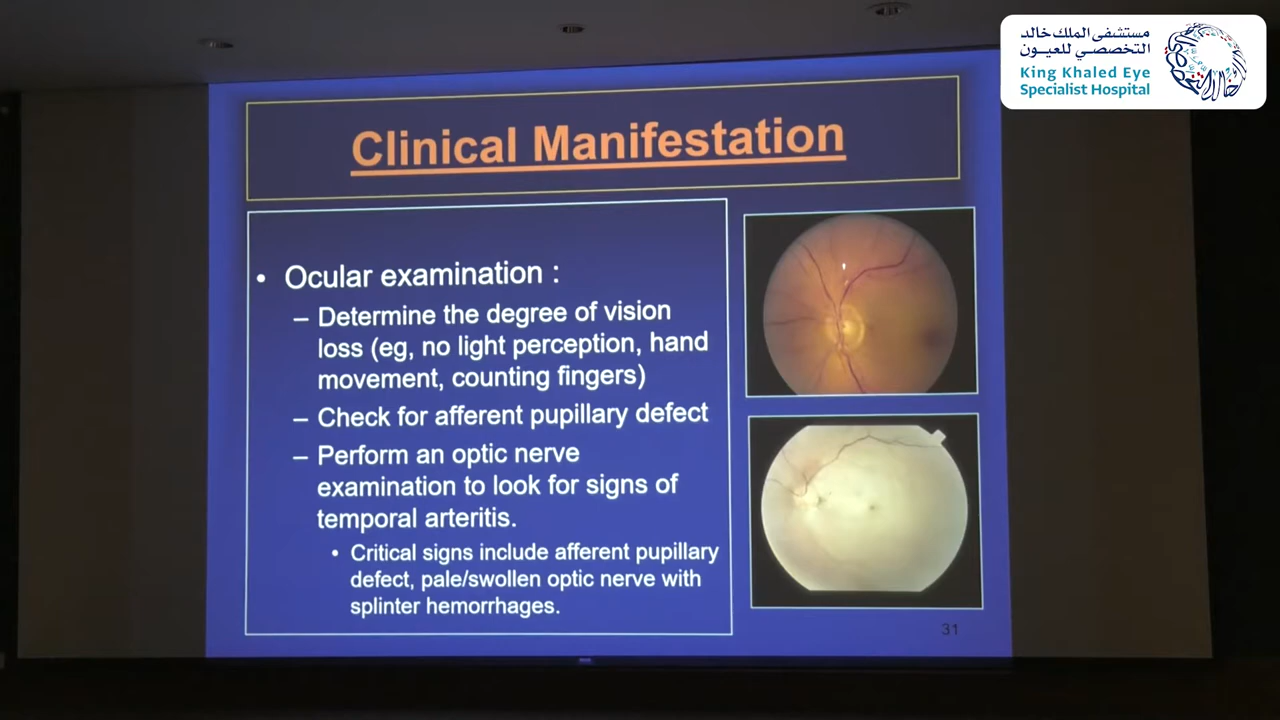 مستشفى الملك خالد
التخصصي للعيون
King Khaled Eye
Specialist Hospital
Clinical Manifestation
• Ocular examination :
– Determine the degree of vision
loss (eg, no light perception, hand
movement, counting fingers)
– Check for afferent pupillary defect
– Perform an optic nerve
examination to look for signs of
temporal arteritis.
• Critical signs include afferent pupillary
defect, pale/swollen optic nerve with
splinter hemorrhages.
31